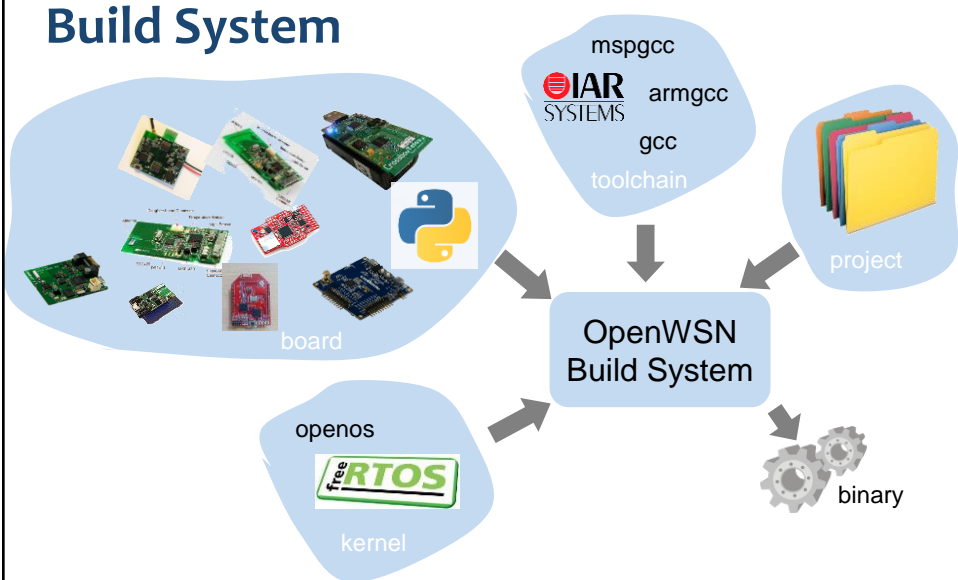 Build System
mspgcc
IAR
SYSTEMS
armgcc
gcc
toolchain
project
board
OpenWSN
Build System
openos
free RTOS
kernel
binary